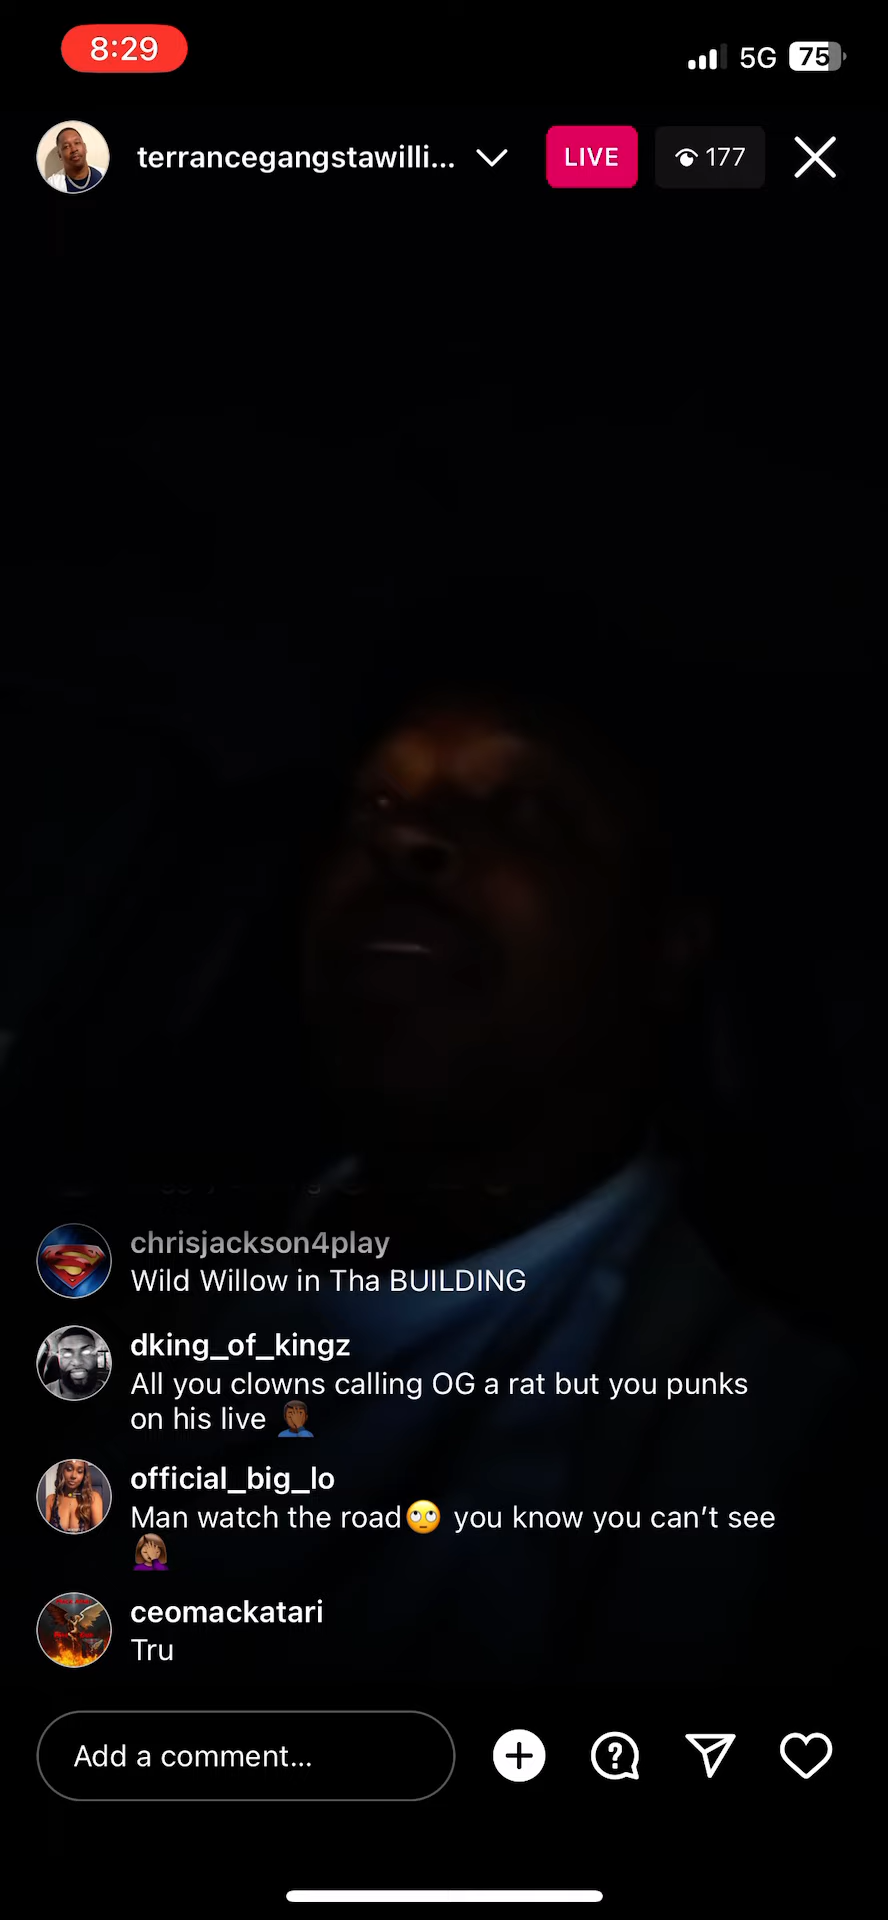 8:29
5G 75
terrancegangstawilli... LIVE 177
chrisjackson4play
Wild Willow in Tha BUILDING
dking_of_kingz
All you clowns calling OG a rat but you punks
on his live 🤦🏾‍♂️
official_big_lo
Man watch the road🙄 you know you can’t see
🤦🏽‍♀️
ceomackatari
Tru
Add a comment...